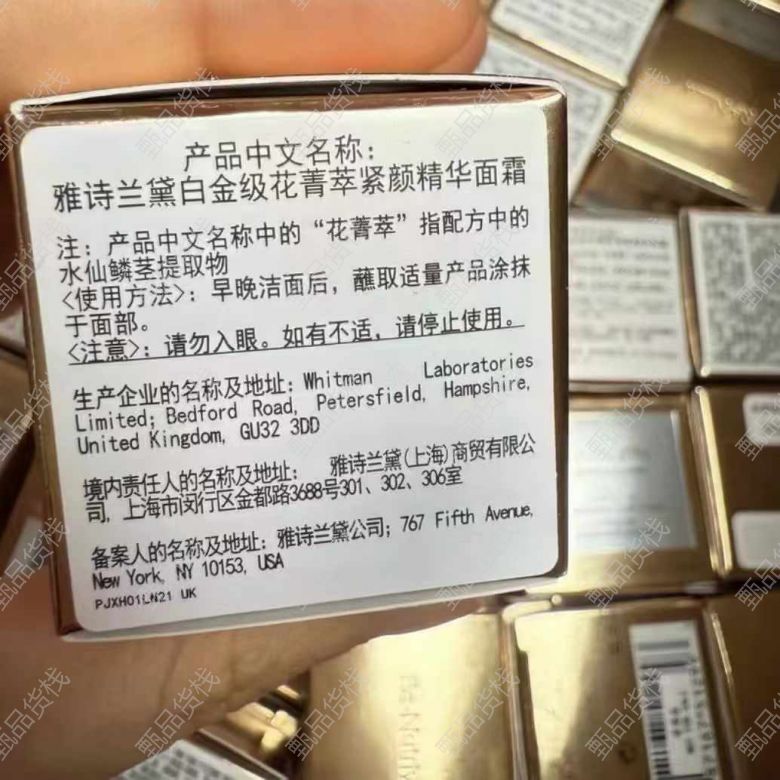 产品中文名称：
雅诗兰黛白金级花菁萃紧颜精华面霜
注：产品中文名称中的“花菁萃”指配方中的
水仙鳞茎提取物
<使用方法>：早晚洁面后，蘸取适量产品涂抹
于面部。
<注意>：请勿入眼。如有不适，请停止使用。
生产企业的名称及地址：Whitman Laboratories
Limited; Bedford Road, Petersfield, Hampshire,
United Kingdom, GU32 3DD
境内责任人的名称及地址： 雅诗兰黛(上海)商贸有限公
司，上海市闵行区金都路3688号301、302、306室
备案人的名称及地址：雅诗兰黛公司；767 Fifth Avenue,
New York, NY 10153, USA
PJXH01LN21 UK
甄品货栈